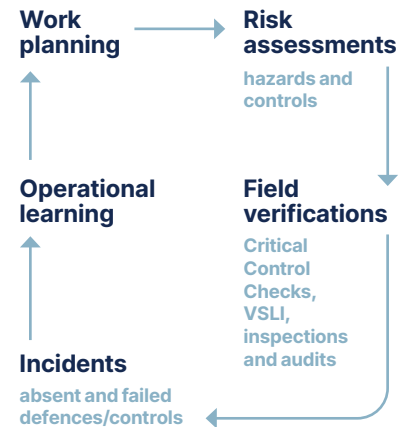 Work
planning
Risk
assessments
hazards and
controls
Operational
learning
Field
verifications
Critical
Control
Checks,
VSLI,
inspections
and audits
Incidents
absent and failed
defences/controls